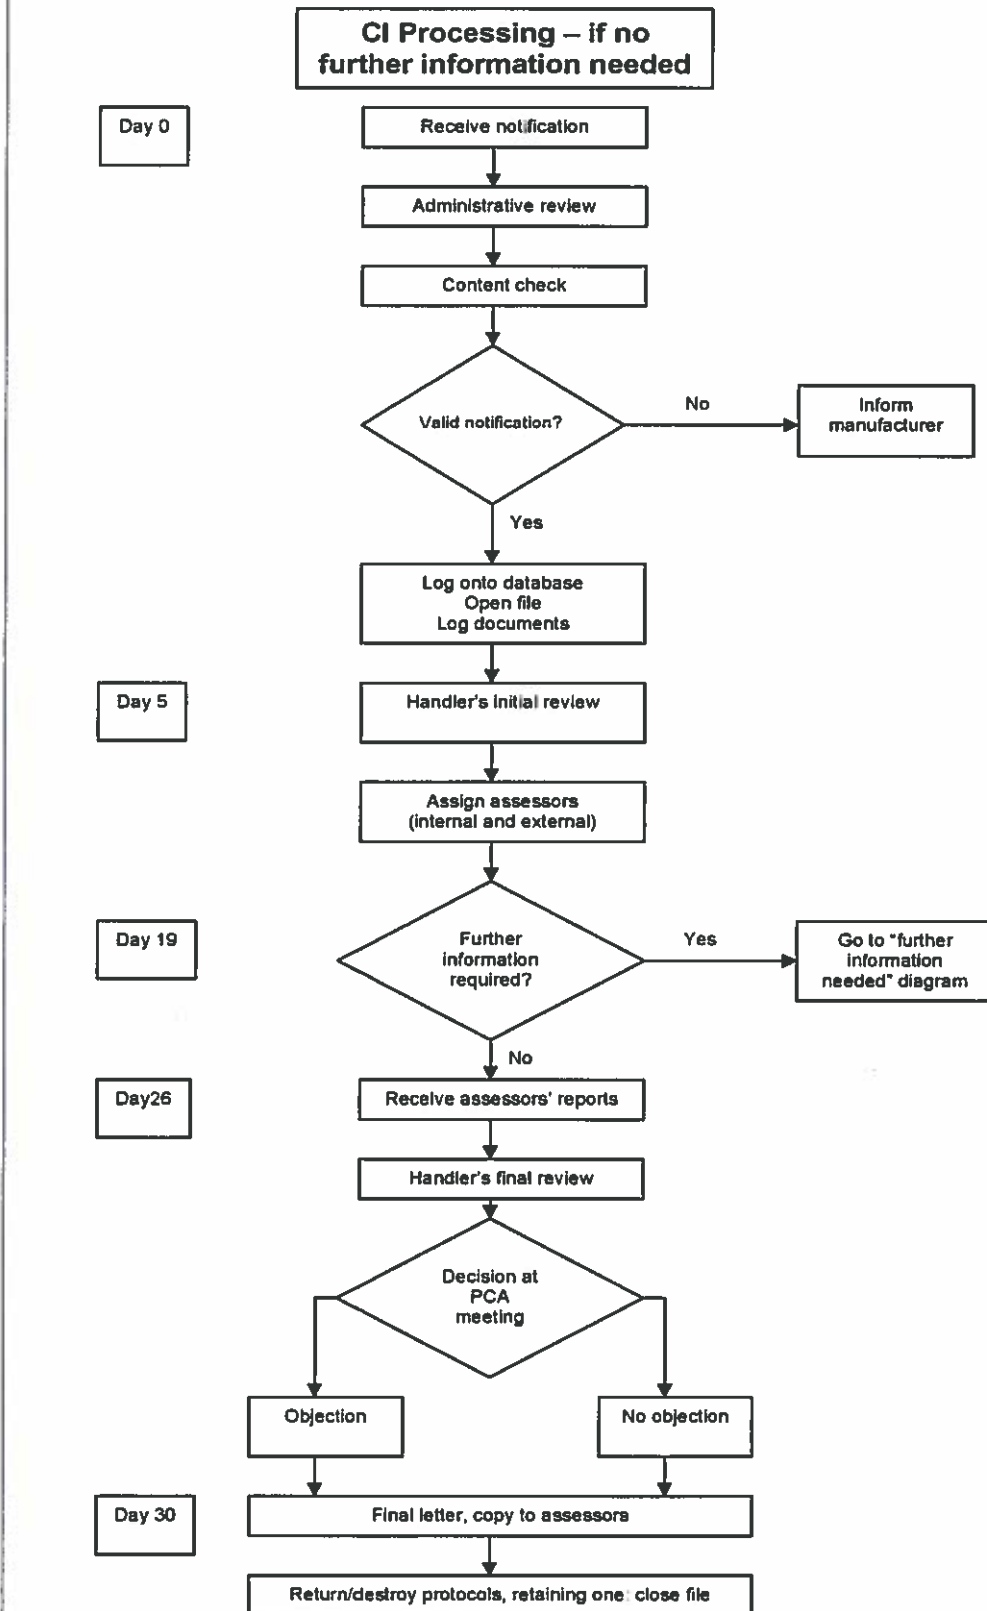 CI Processing – if no
further information needed
Day 0
Receive notification
Administrative review
Content check
Valid notification?
No
Inform
manufacturer
Yes
Log onto database
Open file
Log documents
Day 5
Handler's initial review
Assign assessors
(internal and external)
Day 19
Further
information
required?
Yes
Go to "further
information
needed" diagram
No
Day26
Receive assessors' reports
Handler's final review
Decision at
PCA
meeting
Objection
No objection
Day 30
Final letter, copy to assessors
Return/destroy protocols, retaining one: close file